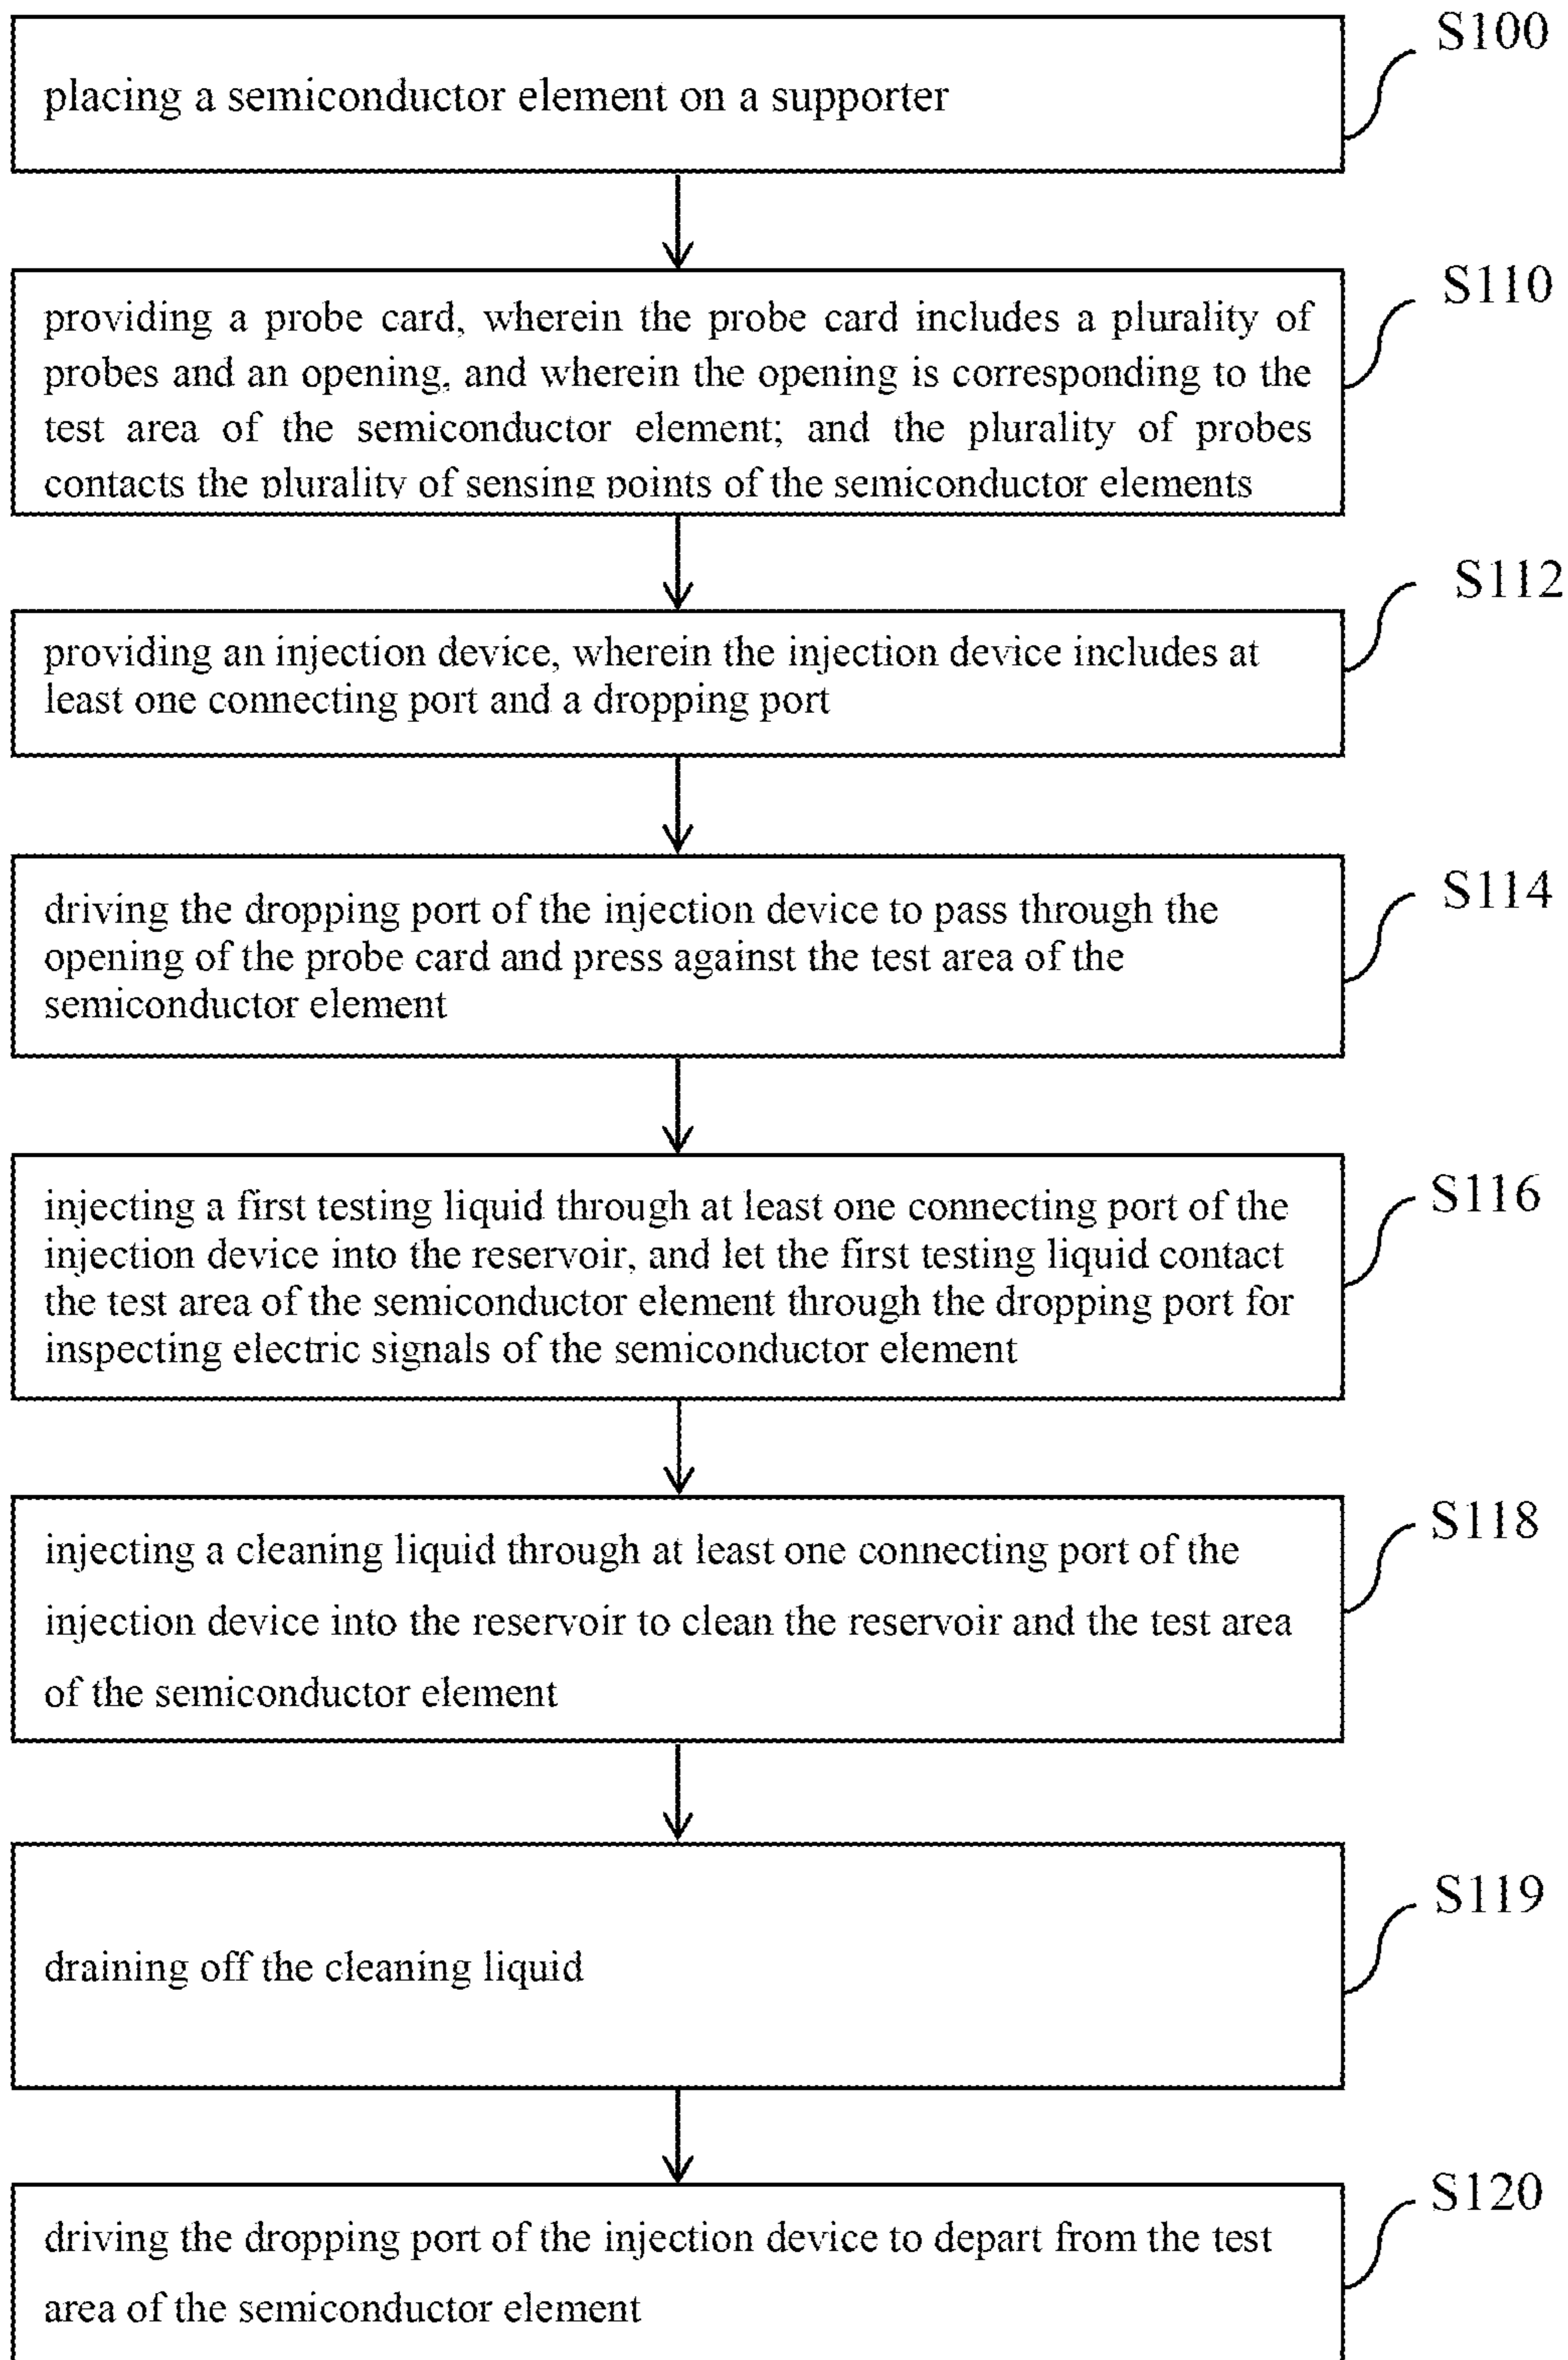 S100
placing a semiconductor element on a supporter
S110
providing a probe card, wherein the probe card includes a plurality of
probes and an opening, and wherein the opening is corresponding to the
test area of the semiconductor element; and the plurality of probes
contacts the plurality of sensing points of the semiconductor elements
S112
providing an injection device, wherein the injection device includes at
least one connecting port and a dropping port
S114
driving the dropping port of the injection device to pass through the
opening of the probe card and press against the test area of the
semiconductor element
S116
injecting a first testing liquid through at least one connecting port of the
injection device into the reservoir, and let the first testing liquid contact
the test area of the semiconductor element through the dropping port for
inspecting electric signals of the semiconductor element
S118
injecting a cleaning liquid through at least one connecting port of the
injection device into the reservoir to clean the reservoir and the test area
of the semiconductor element
S119
draining off the cleaning liquid
S120
driving the dropping port of the injection device to depart from the test
area of the semiconductor element